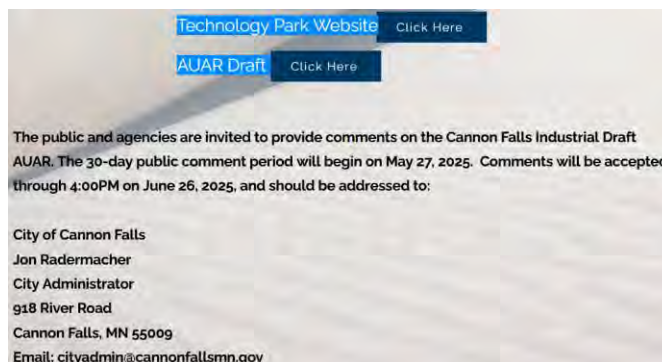 Technology Park Website Click Here
AUAR Draft Click Here
The public and agencies are invited to provide comments on the Cannon Falls Industrial Draft
AUAR. The 30-day public comment period will begin on May 27, 2025. Comments will be accepted
through 4:00PM on June 26, 2025, and should be addressed to:
City of Cannon Falls
Jon Radermacher
City Administrator
918 River Road
Cannon Falls, MN 55009
Email: cityadmin@cannonfallsmn.gov